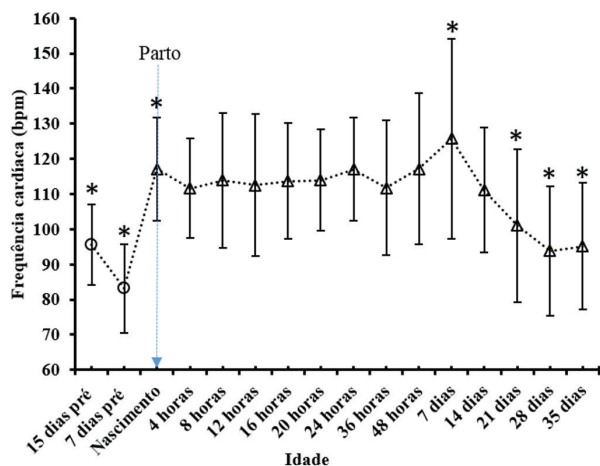 160
150
140
130
120
110
100
90
80
70
60
Frequência cardíaca (bpm)
Parto
*
*
*
*
*
*
*
15 dias pré
7 dias pré
Nascimento
4 horas
8 horas
12 horas
16 horas
20 horas
24 horas
36 horas
48 horas
7 dias
14 dias
21 dias
28 dias
35 dias
Idade